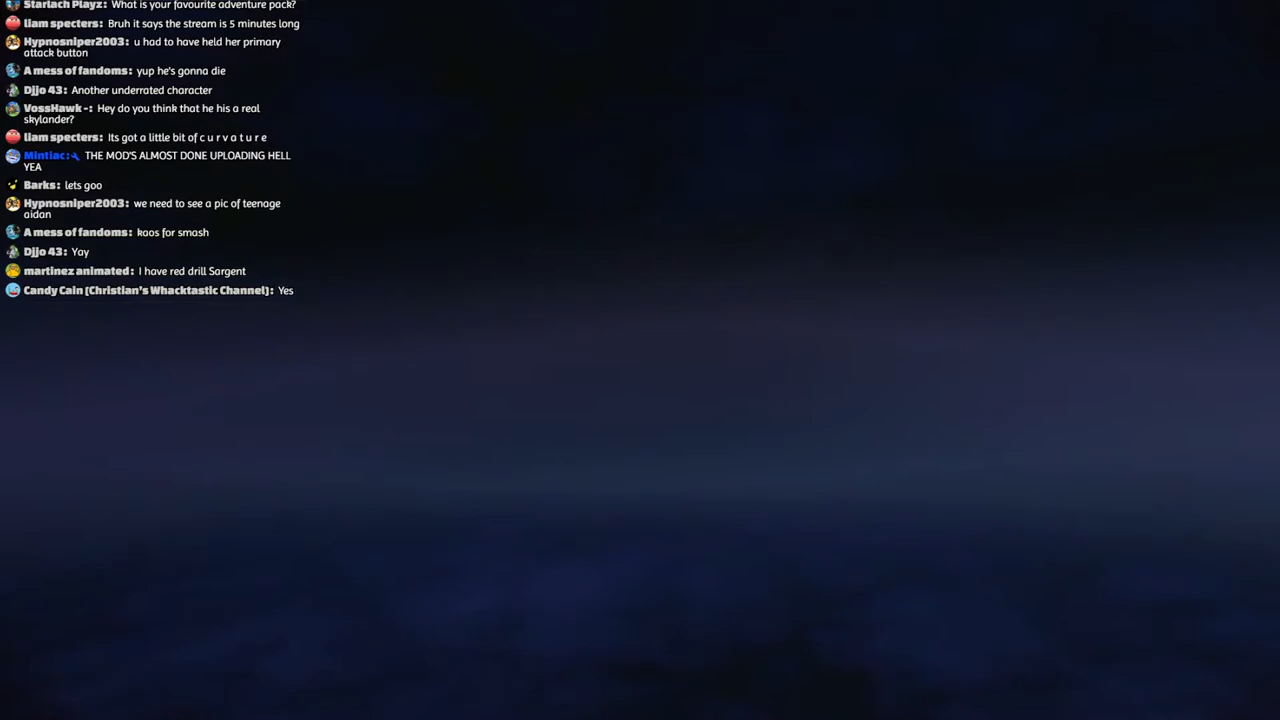 Starlach Playz: What is your favourite adventure pack?
liam specters: Bruh it says the stream is 5 minutes long
Hypnosniper2003: u had to have held her primary
attack button
A mess of fandoms: yup he's gonna die
Djjo 43: Another underrated character
VossHawk -: Hey do you think that he his a real
skylander?
liam specters: Its got a little bit of c u r v a t u r e
Mintiac: THE MOD'S ALMOST DONE UPLOADING HELL
YEA
Barks: lets goo
Hypnosniper2003: we need to see a pic of teenage
aidan
A mess of fandoms: kaos for smash
Djjo 43: Yay
martinez animated: I have red drill Sargent
Candy Cain [Christian's Whacktastic Channel]: Yes